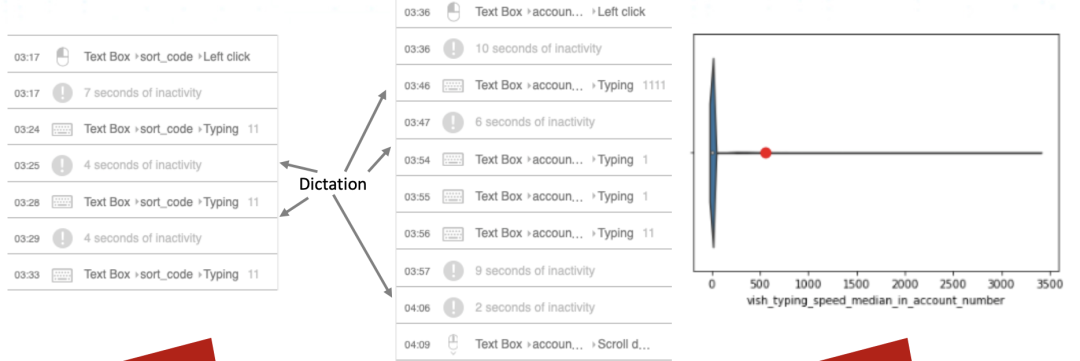 03:17 Text Box ▸sort_code ▸Left click
03:17 7 seconds of inactivity
03:24 Text Box ▸sort_code ▸Typing 11
03:25 4 seconds of inactivity
03:28 Text Box ▸sort_code ▸Typing 11
03:29 4 seconds of inactivity
03:33 Text Box ▸sort_code ▸Typing 11
Dictation
03:36 Text Box ▸accoun... ▸Left click
03:36 10 seconds of inactivity
03:46 Text Box ▸accoun... ▸Typing 1111
03:47 6 seconds of inactivity
03:54 Text Box ▸accoun... ▸Typing 1
03:55 Text Box ▸accoun... ▸Typing 1
03:56 Text Box ▸accoun... ▸Typing 11
03:57 9 seconds of inactivity
04:06 2 seconds of inactivity
04:09 Text Box ▸accoun... ▸Scroll d...
0 500 1000 1500 2000 2500 3000 3500
vish_typing_speed_median_in_account_number